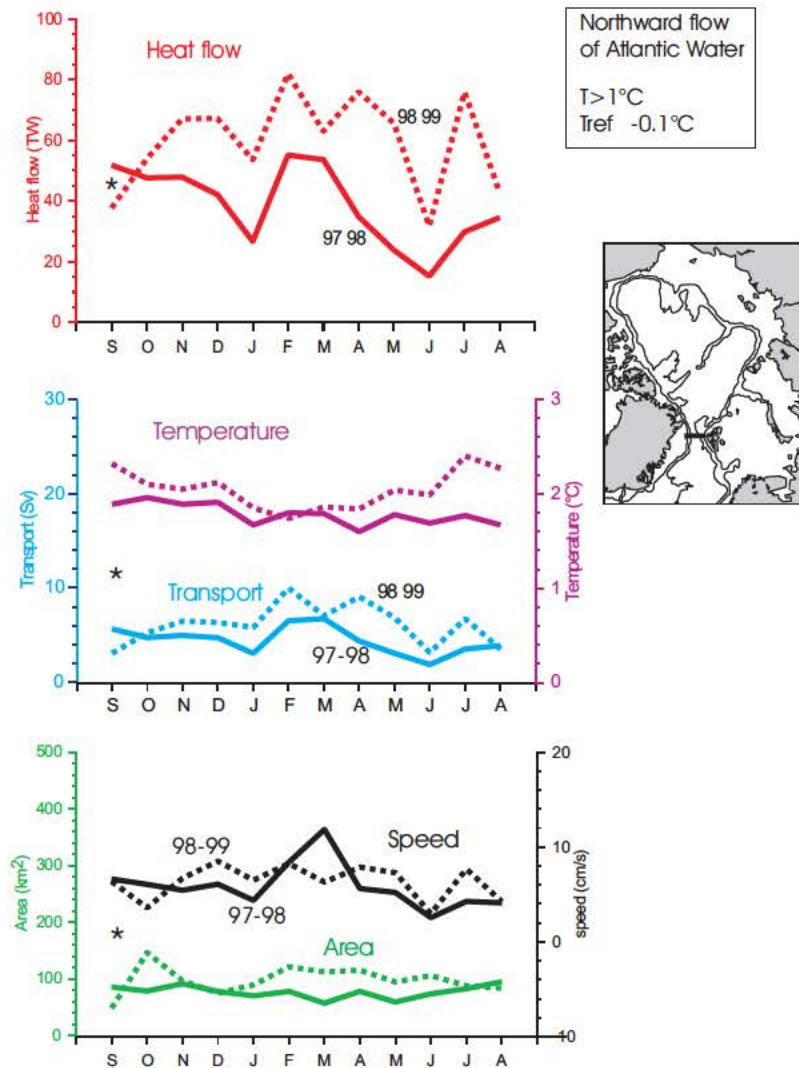 100
80
60
40
20
0
Heat flow (TW)
Heat flow
98 99
*
97 98
S O N D J F M A M J J A
Northward flow
of Atlantic Water
T>1°C
Tref -0.1°C
30
20
10
0
Transport (Sv)
3
2
1
0
Temperature (°C)
Temperature
*
Transport
98 99
97-98
S O N D J F M A M J J A
500
400
300
200
100
0
Area (km²)
20
10
0
10
speed (cm/s)
98-99
Speed
97-98
*
Area
S O N D J F M A M J J A